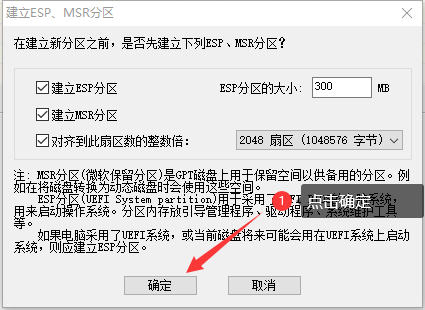 建立ESP、MSR分区
在建立新分区之前，是否先建立下列ESP、MSR分区？
建立ESP分区 ESP分区的大小: 300 MB
建立MSR分区
对齐到此扇区数的整数倍: 2048 扇区 (1048576 字节)
注: MSR分区(微软保留分区)是GPT磁盘上用于保留空间以供备用的分区。例
如在将磁盘转换为动态磁盘时会使用这些空间。
ESP分区(UEFI System partition)用于采用了 系统，
1 点击确定
用来启动操作系统。分区内存放引导管理程序、驱动程序、系统维护工具
等。
如果电脑采用了UEFI系统，或当前磁盘将来可能会用在UEFI系统上启动
系统，则应建立ESP分区。
确定 取消